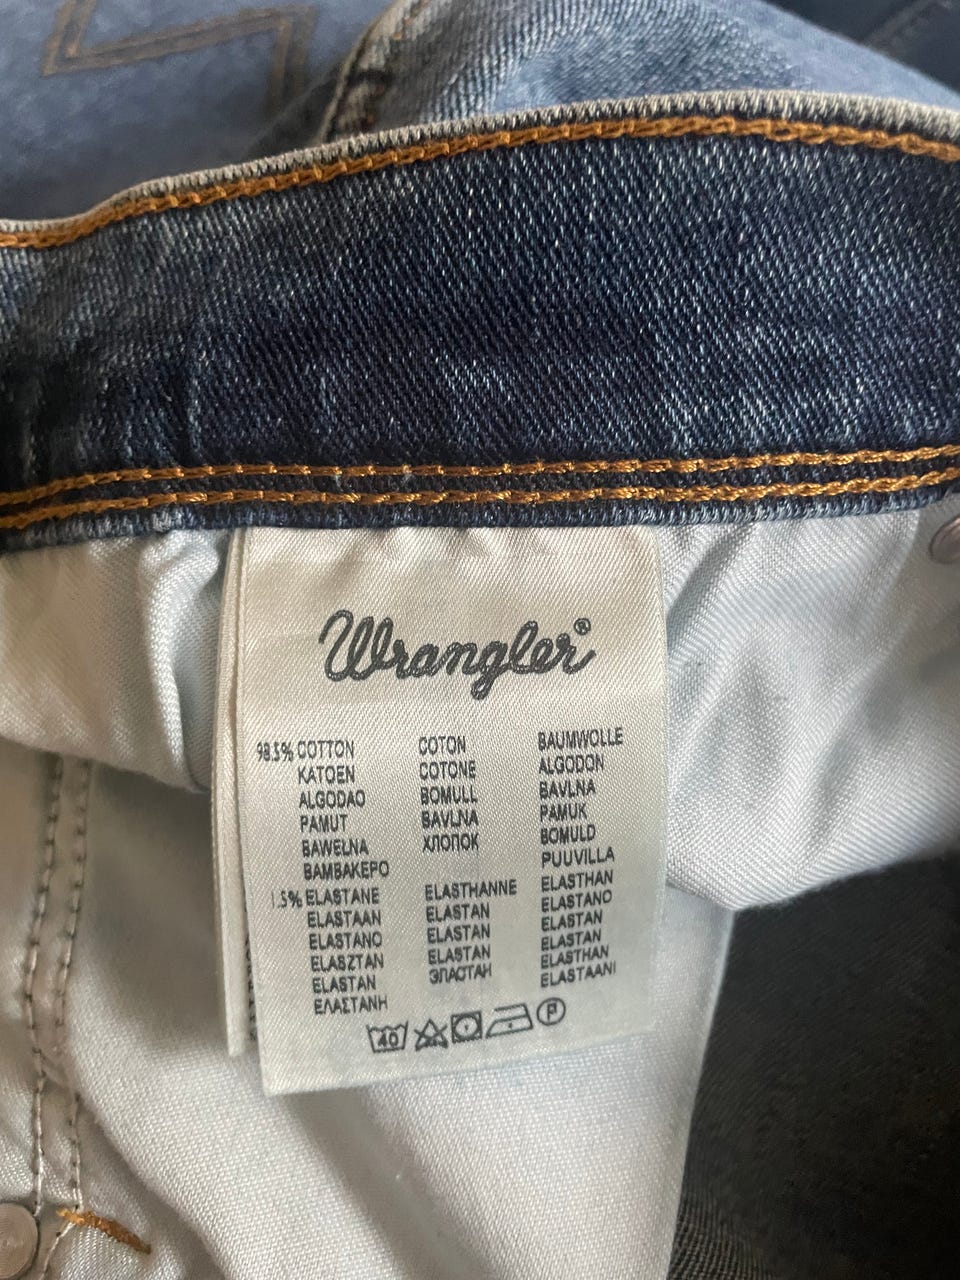 Wrangler®
98.5% COTTON COTON BAUMWOLLE
KATOEN COTONE ALGODON
ALGODAO BOMULL BAVLNA
PAMUT BAVLNA PAMUK
BAWEŁNA ХЛОПОК BOMULD
BAMBAKEPO PUUVILLA
1.5% ELASTANE ELASTHANNE ELASTHAN
ELASTAAN ELASTAN ELASTANO
ELASTANO ELASTAN ELASTAN
ELASZTAN ELASTAN ELASTAN
ELASTAN ЭЛАСТАН ELASTHAN
ΕΛΑΣΤΑΝΗ ELASTAANI
40 P